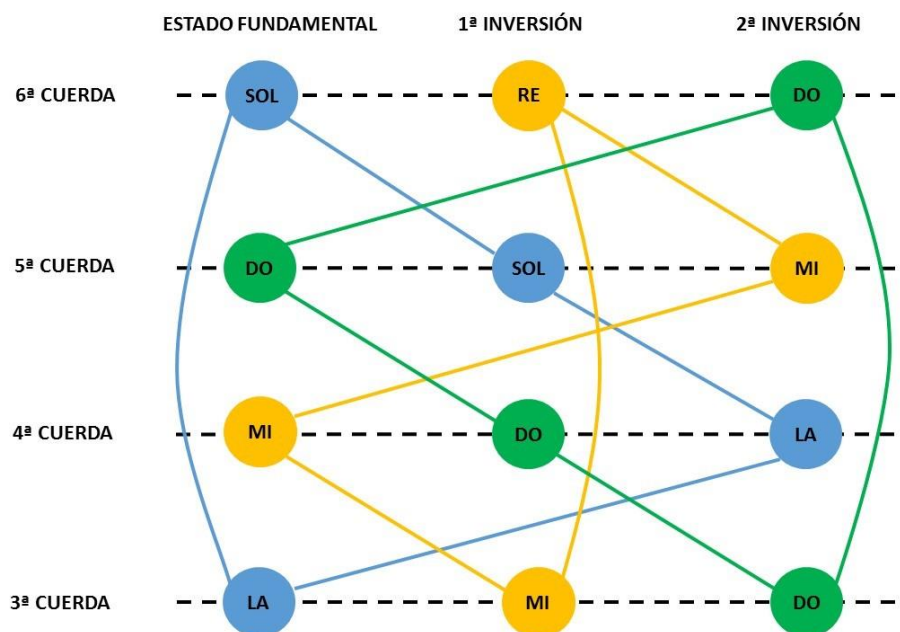 ESTADO FUNDAMENTAL 1ª INVERSIÓN 2ª INVERSIÓN
6ª CUERDA SOL RE DO
5ª CUERDA DO SOL MI
4ª CUERDA MI DO LA
3ª CUERDA LA MI DO